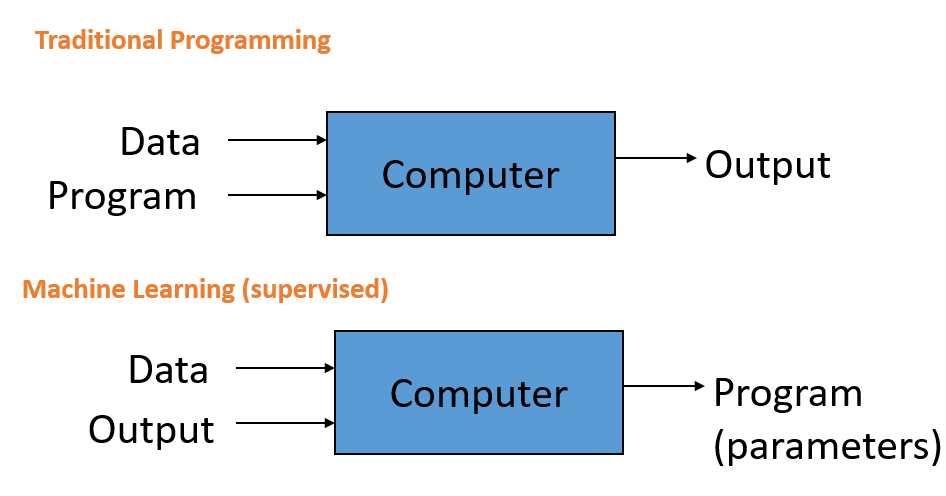 Traditional Programming
Data
Program
Computer
Output
Machine Learning (supervised)
Data
Output
Computer
Program
(parameters)